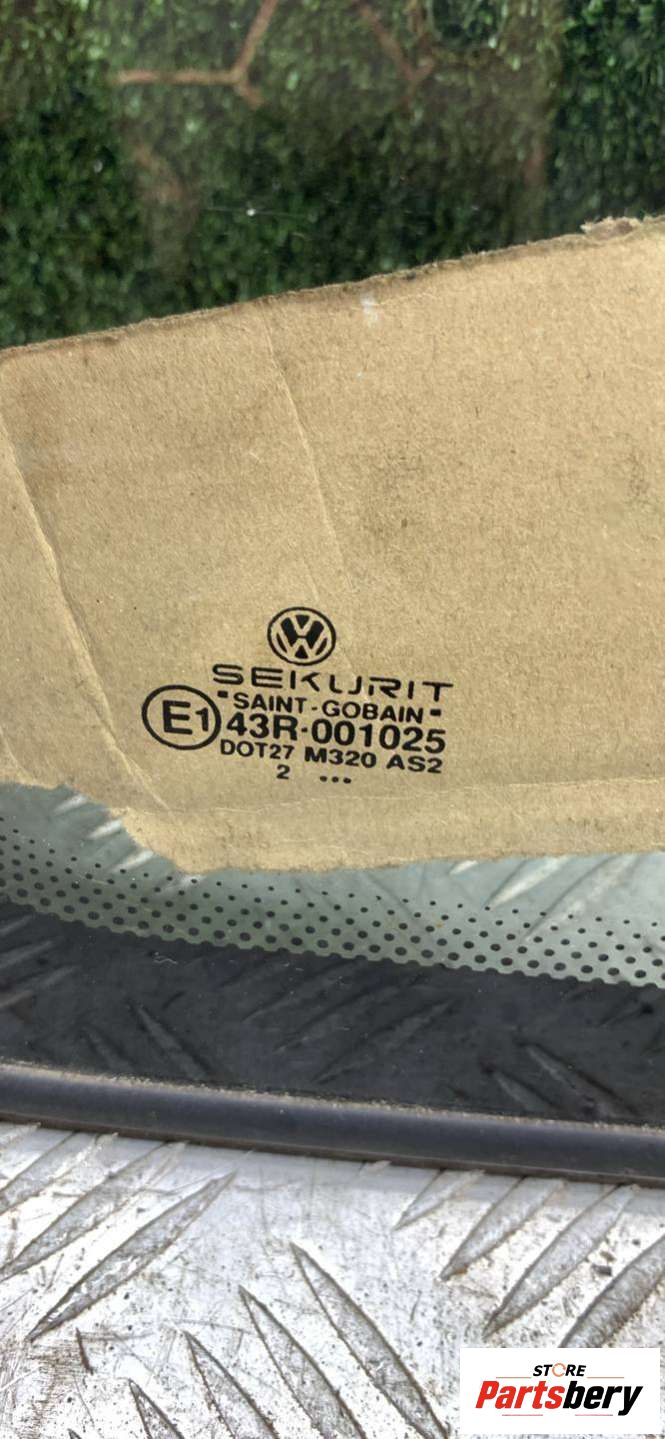 SEKURIT
"SAINT-GOBAIN"
E1 43R-001025
DOT27 M320 AS2
2 ...
STORE
Partsbery